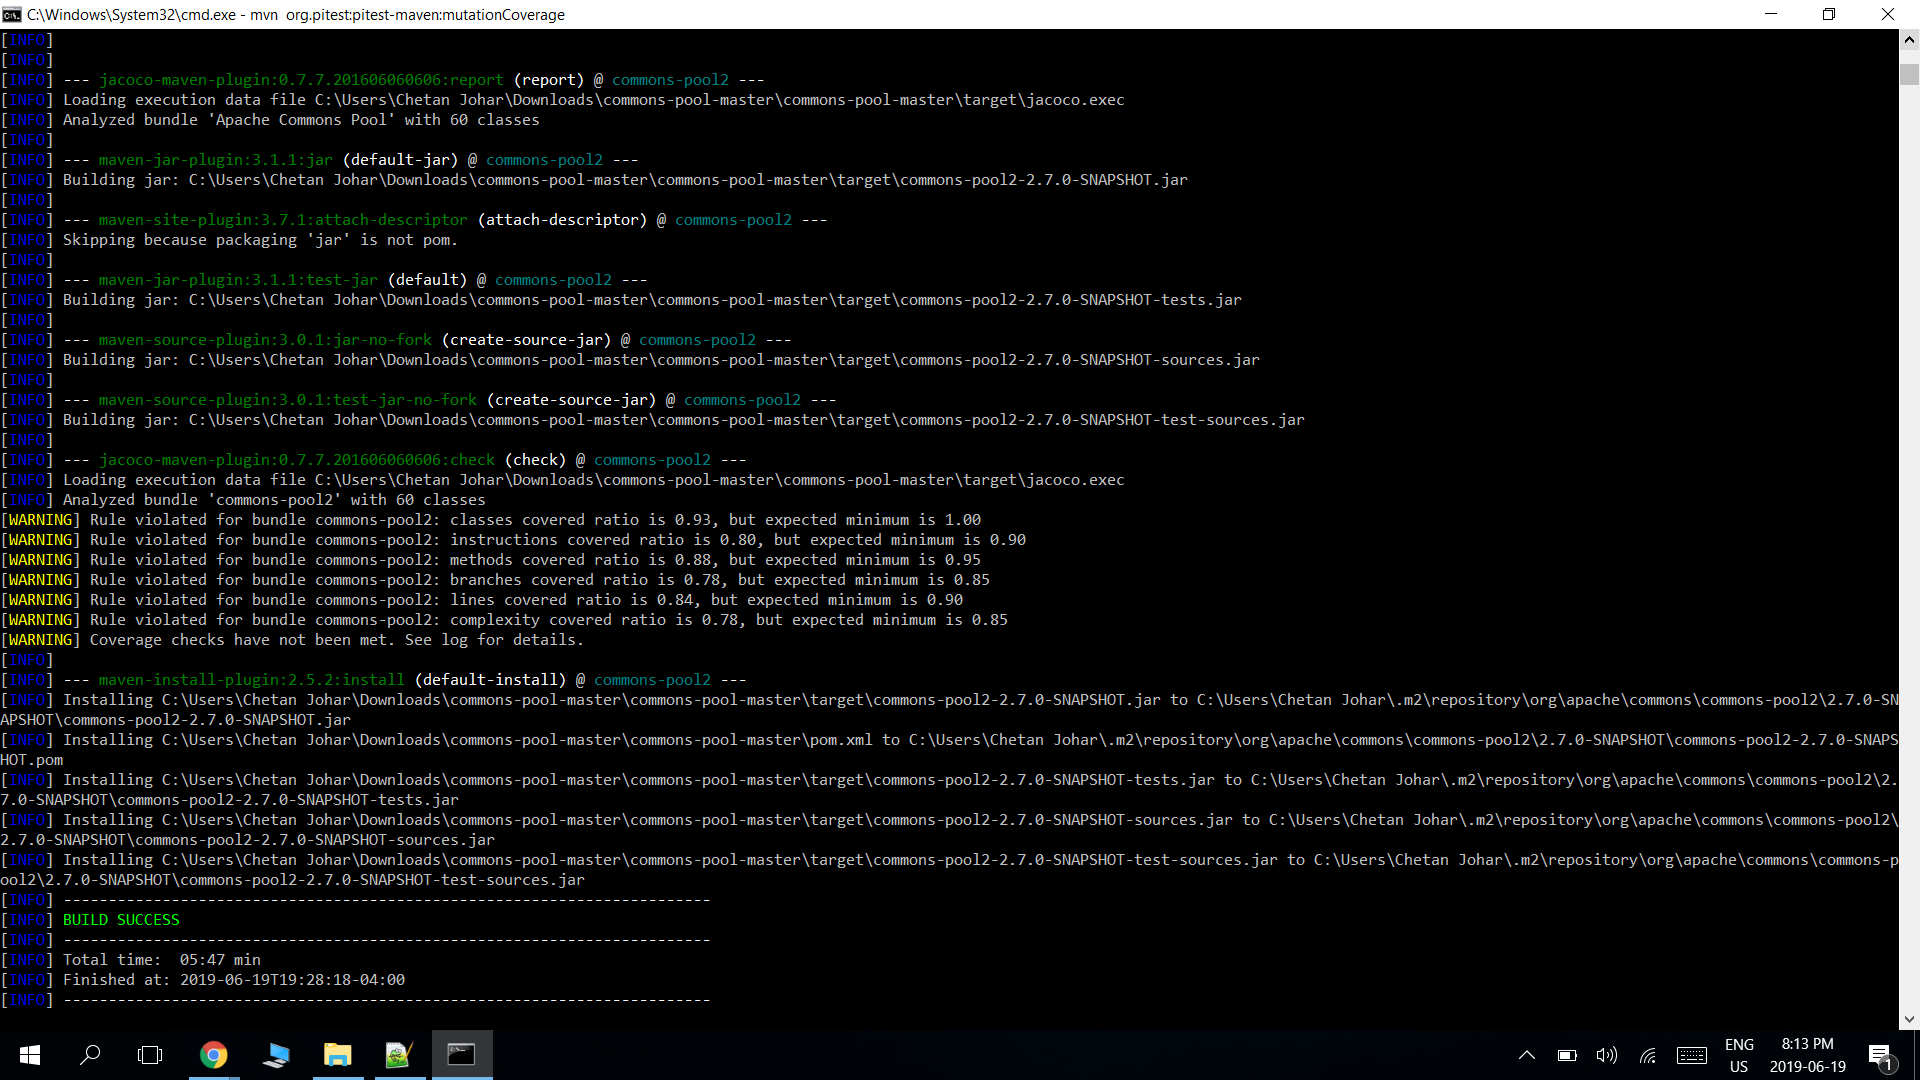 C:\Windows\System32\cmd.exe - mvn  org.pitest:pitest-maven:mutationCoverage
[INFO]
[INFO]
[INFO] --- jacoco-maven-plugin:0.7.7.201606060606:report (report) @ commons-pool2 ---
[INFO] Loading execution data file C:\Users\Chetan Johar\Downloads\commons-pool-master\commons-pool-master\target\jacoco.exec
[INFO] Analyzed bundle 'Apache Commons Pool' with 60 classes
[INFO]
[INFO] --- maven-jar-plugin:3.1.1:jar (default-jar) @ commons-pool2 ---
[INFO] Building jar: C:\Users\Chetan Johar\Downloads\commons-pool-master\commons-pool-master\target\commons-pool2-2.7.0-SNAPSHOT.jar
[INFO]
[INFO] --- maven-site-plugin:3.7.1:attach-descriptor (attach-descriptor) @ commons-pool2 ---
[INFO] Skipping because packaging 'jar' is not pom.
[INFO]
[INFO] --- maven-jar-plugin:3.1.1:test-jar (default) @ commons-pool2 ---
[INFO] Building jar: C:\Users\Chetan Johar\Downloads\commons-pool-master\commons-pool-master\target\commons-pool2-2.7.0-SNAPSHOT-tests.jar
[INFO]
[INFO] --- maven-source-plugin:3.0.1:jar-no-fork (create-source-jar) @ commons-pool2 ---
[INFO] Building jar: C:\Users\Chetan Johar\Downloads\commons-pool-master\commons-pool-master\target\commons-pool2-2.7.0-SNAPSHOT-sources.jar
[INFO]
[INFO] --- maven-source-plugin:3.0.1:test-jar-no-fork (create-source-jar) @ commons-pool2 ---
[INFO] Building jar: C:\Users\Chetan Johar\Downloads\commons-pool-master\commons-pool-master\target\commons-pool2-2.7.0-SNAPSHOT-test-sources.jar
[INFO]
[INFO] --- jacoco-maven-plugin:0.7.7.201606060606:check (check) @ commons-pool2 ---
[INFO] Loading execution data file C:\Users\Chetan Johar\Downloads\commons-pool-master\commons-pool-master\target\jacoco.exec
[INFO] Analyzed bundle 'commons-pool2' with 60 classes
[WARNING] Rule violated for bundle commons-pool2: classes covered ratio is 0.93, but expected minimum is 1.00
[WARNING] Rule violated for bundle commons-pool2: instructions covered ratio is 0.80, but expected minimum is 0.90
[WARNING] Rule violated for bundle commons-pool2: methods covered ratio is 0.88, but expected minimum is 0.95
[WARNING] Rule violated for bundle commons-pool2: branches covered ratio is 0.78, but expected minimum is 0.85
[WARNING] Rule violated for bundle commons-pool2: lines covered ratio is 0.84, but expected minimum is 0.90
[WARNING] Rule violated for bundle commons-pool2: complexity covered ratio is 0.78, but expected minimum is 0.85
[WARNING] Coverage checks have not been met. See log for details.
[INFO]
[INFO] --- maven-install-plugin:2.5.2:install (default-install) @ commons-pool2 ---
[INFO] Installing C:\Users\Chetan Johar\Downloads\commons-pool-master\commons-pool-master\target\commons-pool2-2.7.0-SNAPSHOT.jar to C:\Users\Chetan Johar\.m2\repository\org\apache\commons\commons-pool2\2.7.0-SN
APSHOT\commons-pool2-2.7.0-SNAPSHOT.jar
[INFO] Installing C:\Users\Chetan Johar\Downloads\commons-pool-master\commons-pool-master\pom.xml to C:\Users\Chetan Johar\.m2\repository\org\apache\commons\commons-pool2\2.7.0-SNAPSHOT\commons-pool2-2.7.0-SNAPS
HOT.pom
[INFO] Installing C:\Users\Chetan Johar\Downloads\commons-pool-master\commons-pool-master\target\commons-pool2-2.7.0-SNAPSHOT-tests.jar to C:\Users\Chetan Johar\.m2\repository\org\apache\commons\commons-pool2\2.
7.0-SNAPSHOT\commons-pool2-2.7.0-SNAPSHOT-tests.jar
[INFO] Installing C:\Users\Chetan Johar\Downloads\commons-pool-master\commons-pool-master\target\commons-pool2-2.7.0-SNAPSHOT-sources.jar to C:\Users\Chetan Johar\.m2\repository\org\apache\commons\commons-pool2\
2.7.0-SNAPSHOT\commons-pool2-2.7.0-SNAPSHOT-sources.jar
[INFO] Installing C:\Users\Chetan Johar\Downloads\commons-pool-master\commons-pool-master\target\commons-pool2-2.7.0-SNAPSHOT-test-sources.jar to C:\Users\Chetan Johar\.m2\repository\org\apache\commons\commons-p
ool2\2.7.0-SNAPSHOT\commons-pool2-2.7.0-SNAPSHOT-test-sources.jar
[INFO] ------------------------------------------------------------------------
[INFO] BUILD SUCCESS
[INFO] ------------------------------------------------------------------------
[INFO] Total time:  05:47 min
[INFO] Finished at: 2019-06-19T19:28:18-04:00
[INFO] ------------------------------------------------------------------------
ENG
US
8:13 PM
2019-06-19
1